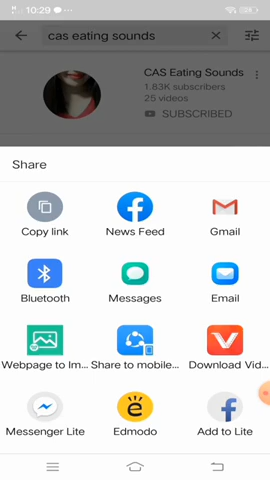 10:29
cas eating sounds
CAS Eating Sounds
1.83K subscribers
25 videos
SUBSCRIBED
Share
Copy link
News Feed
Gmail
Bluetooth
Messages
Email
Webpage to Im...
Share to mobile...
Download Vid...
Messenger Lite
Edmodo
Add to Lite